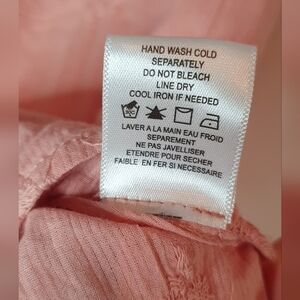 HAND WASH COLD
SEPARATELY
DO NOT BLEACH
LINE DRY
COOL IRON IF NEEDED
LAVER A LA MAIN EAU FROID
SEPAREMENT
NE PAS JAVELLISER
ETENDRE POUR SECHER
FAIBLE EN FER SI NECESSAIRE